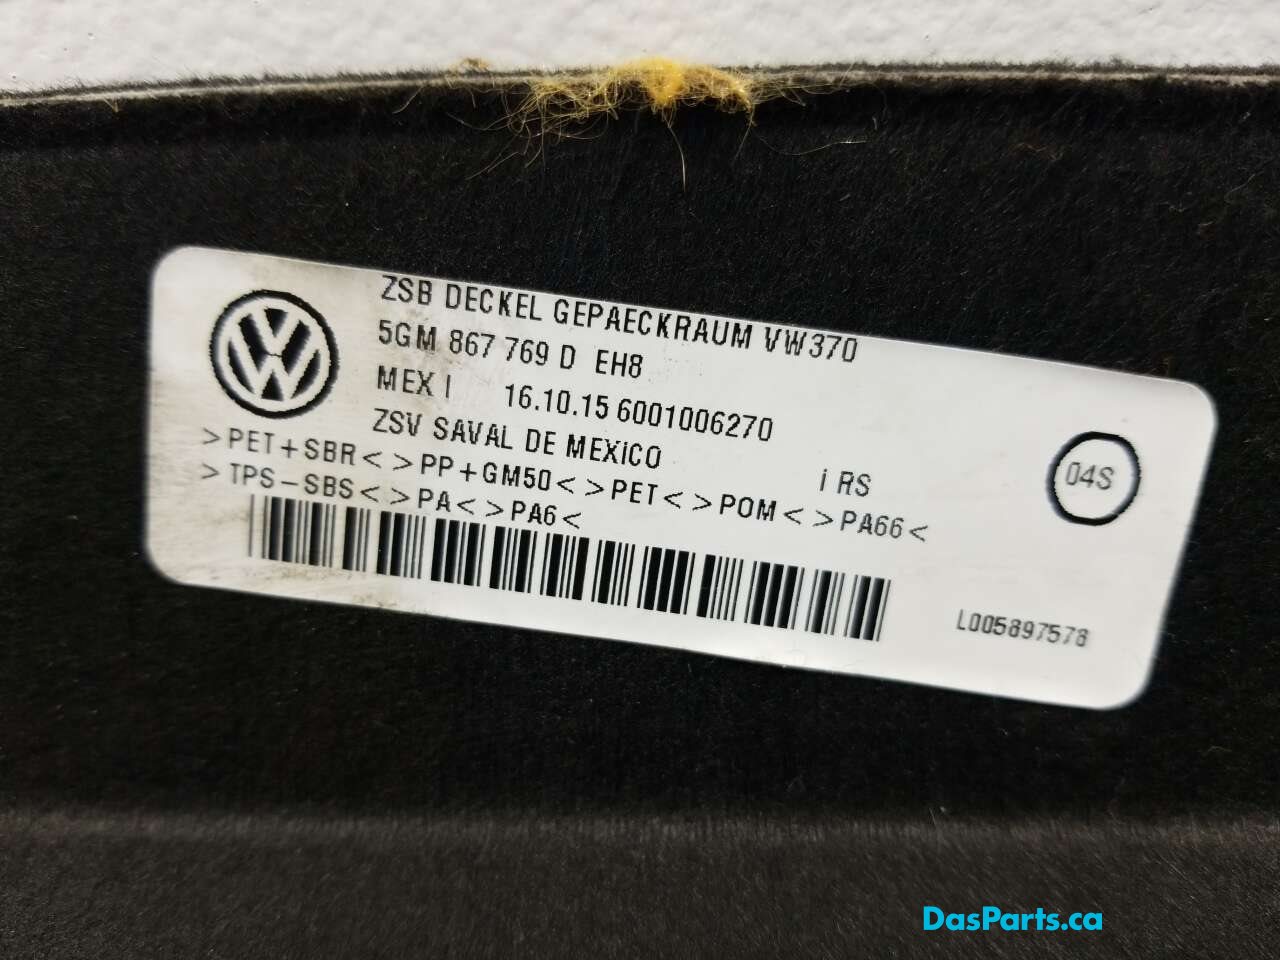 ZSB DECKEL GEPAECKRAUM VW370
5GM 867 769 D EH8
MEX I 16.10.15 6001006270
ZSV SAVAL DE MEXiCO
i RS
04S
>PET+SBR< >PP+GM50< >PET< >POM< >PA66<
>TPS-SBS< >PA< >PA6<
L005897578
DasParts.ca